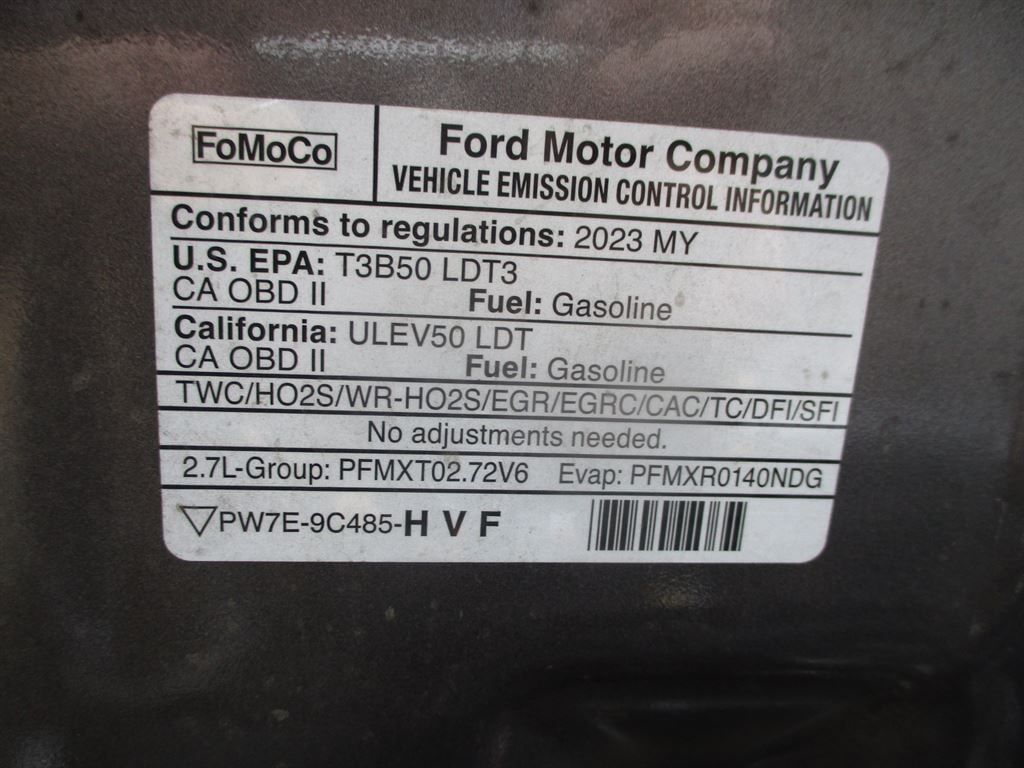 FoMoCo
Ford Motor Company
VEHICLE EMISSION CONTROL INFORMATION
Conforms to regulations: 2023 MY
U.S. EPA: T3B50 LDT3
CA OBD II Fuel: Gasoline
California: ULEV50 LDT
CA OBD II Fuel: Gasoline
TWC/HO2S/WR-HO2S/EGR/EGRC/CAC/TC/DFI/SFI
No adjustments needed.
2.7L-Group: PFMXT02.72V6 Evap: PFMXR0140NDG
PW7E-9C485-H V F